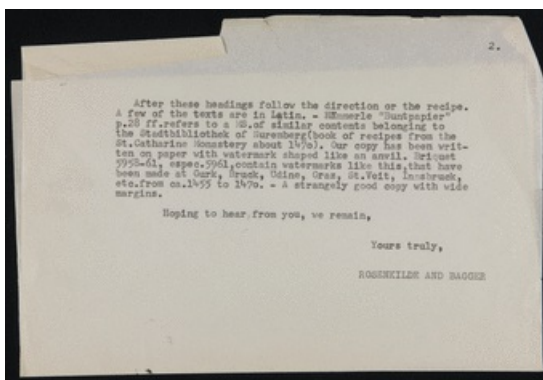 2.
After these headings follow the direction or the recipe.
A few of the texts are in Latin. - Hämmerle "Buntpapier"
p.28 ff.refers to a MS.of similar contents belonging to
the Stadtbibliothek of Nuremberg(book of recipes from the
St.Catharine Monastery about 1470). Our copy has been writ-
ten on paper with watermark shaped like an anvil. Briquet
5958-61, espec.5961,contain watermarks like this,that have
been made at Gurk, Bruck, Udine, Graz, St.Veit, Innsbruck,
etc.from ca.1455 to 1470. - A strangely good copy with wide
margins.
Hoping to hear from you, we remain,
Yours truly,
ROSENKILDE AND BAGGER